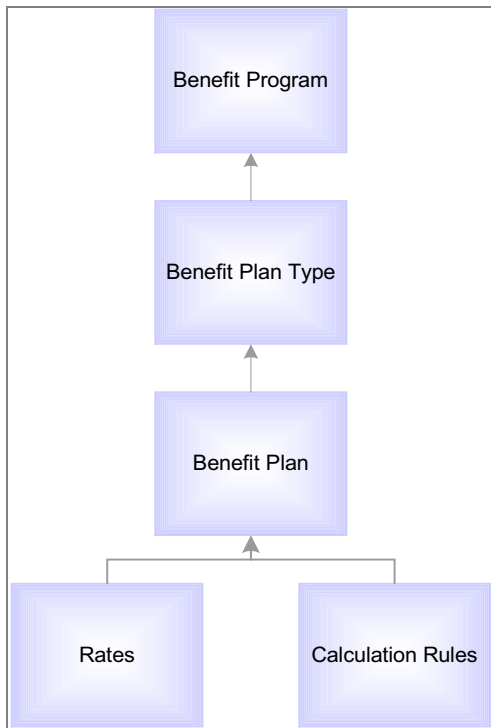 Benefit Program
Benefit Plan Type
Benefit Plan
Rates
Calculation Rules